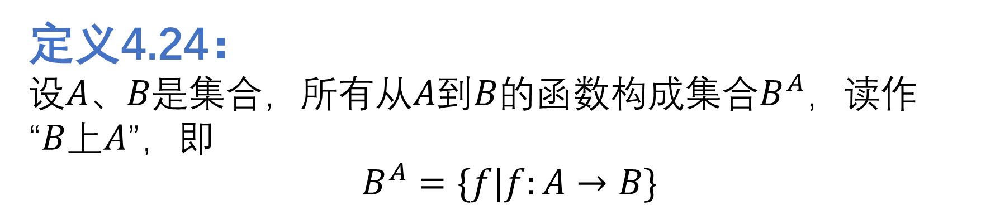 定义4.24：
设A、B是集合，所有从A到B的函数构成集合B^A，读作
“B上A”，即
B^A = {f|f: A → B}